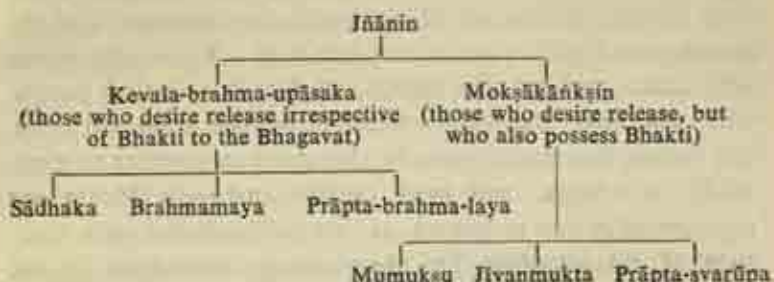 Jñānin
Kevala-brahma-upāsaka Mokṣākāṅkṣin
(those who desire release irrespective (those who desire release, but
of Bhakti to the Bhagavat) who also possess Bhakti)
Sādhaka Brahmamaya Prāpta-brahma-laya
Mumukṣu Jīvanmukta Prāpta-svarūpa